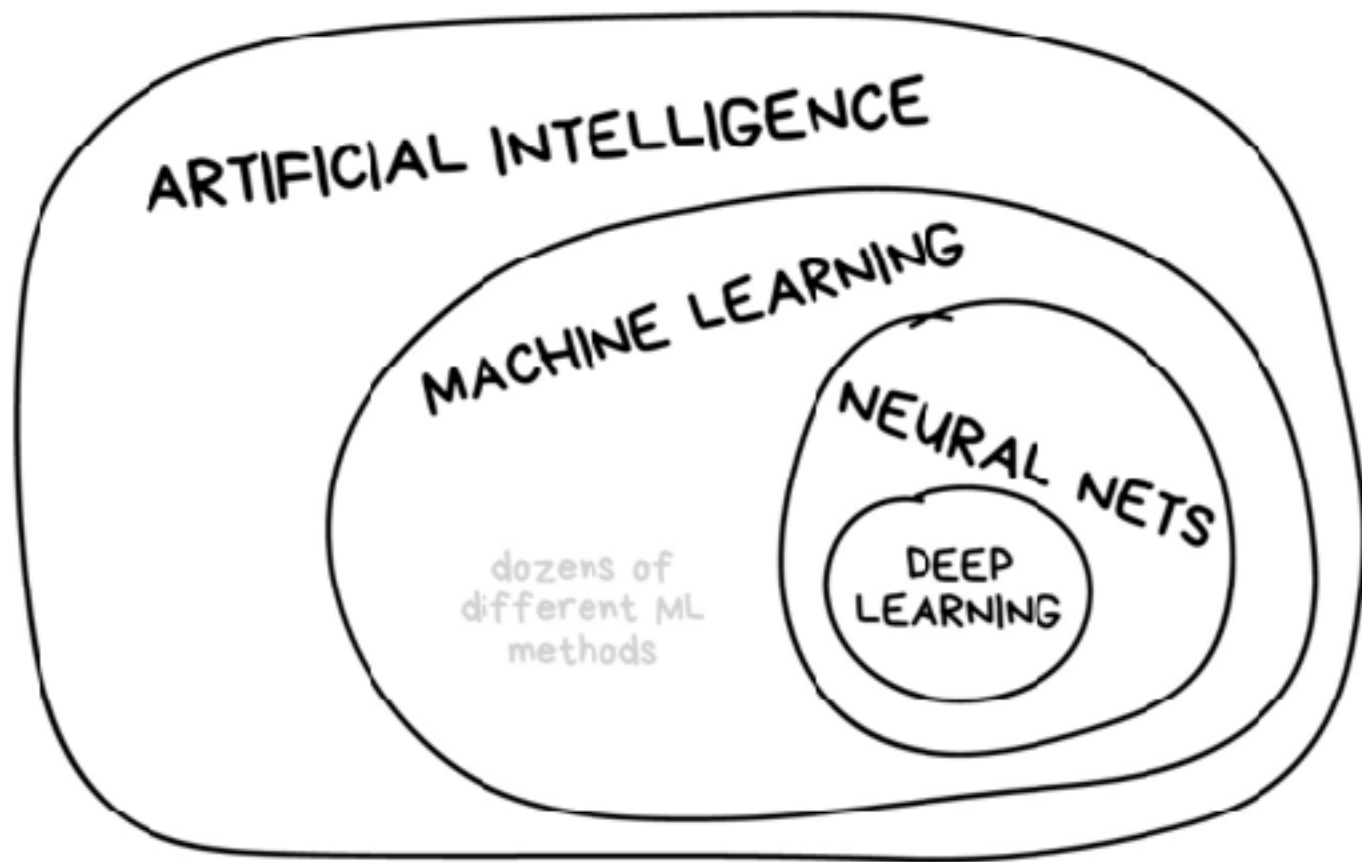 ARTIFICIAL INTELLIGENCE
MACHINE LEARNING
NEURAL NETS
DEEP
LEARNING
dozens of
different ML
methods